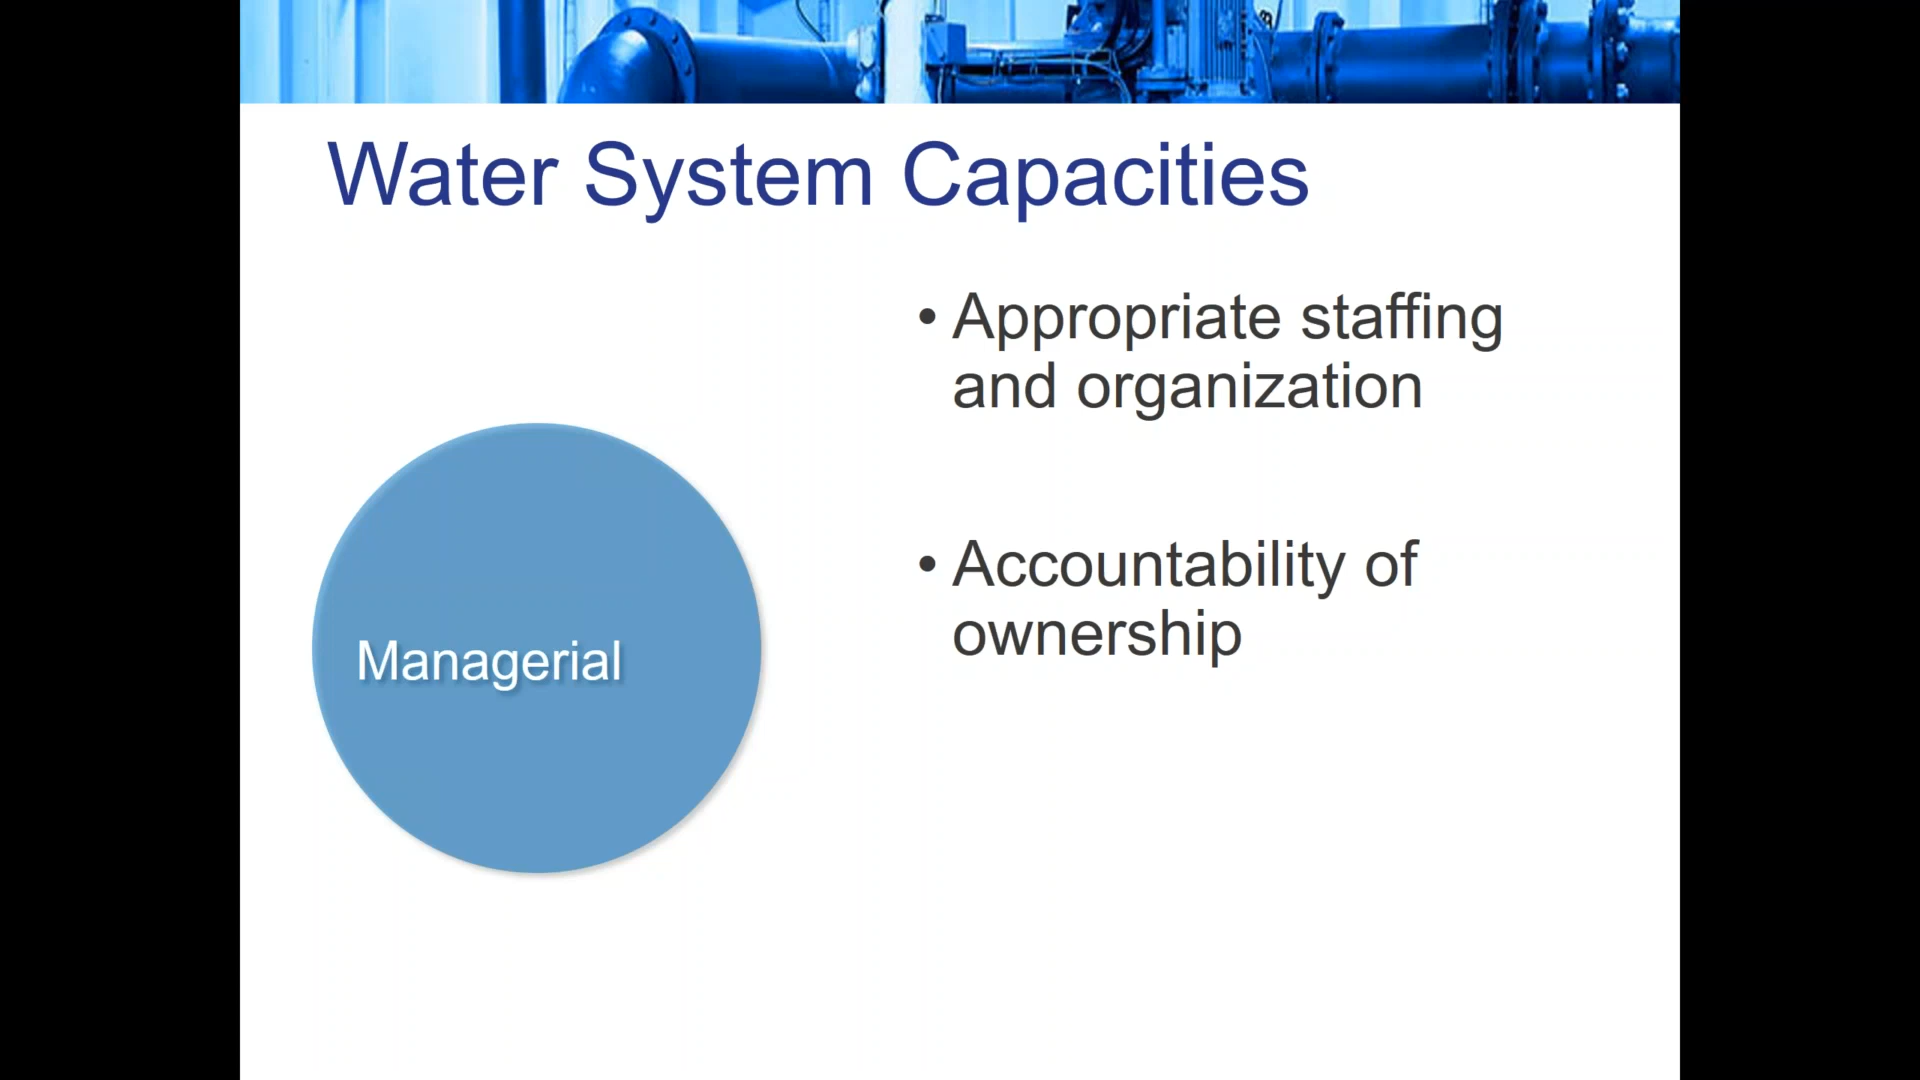 Water System Capacities
• Appropriate staffing
and organization
• Accountability of
ownership
Managerial